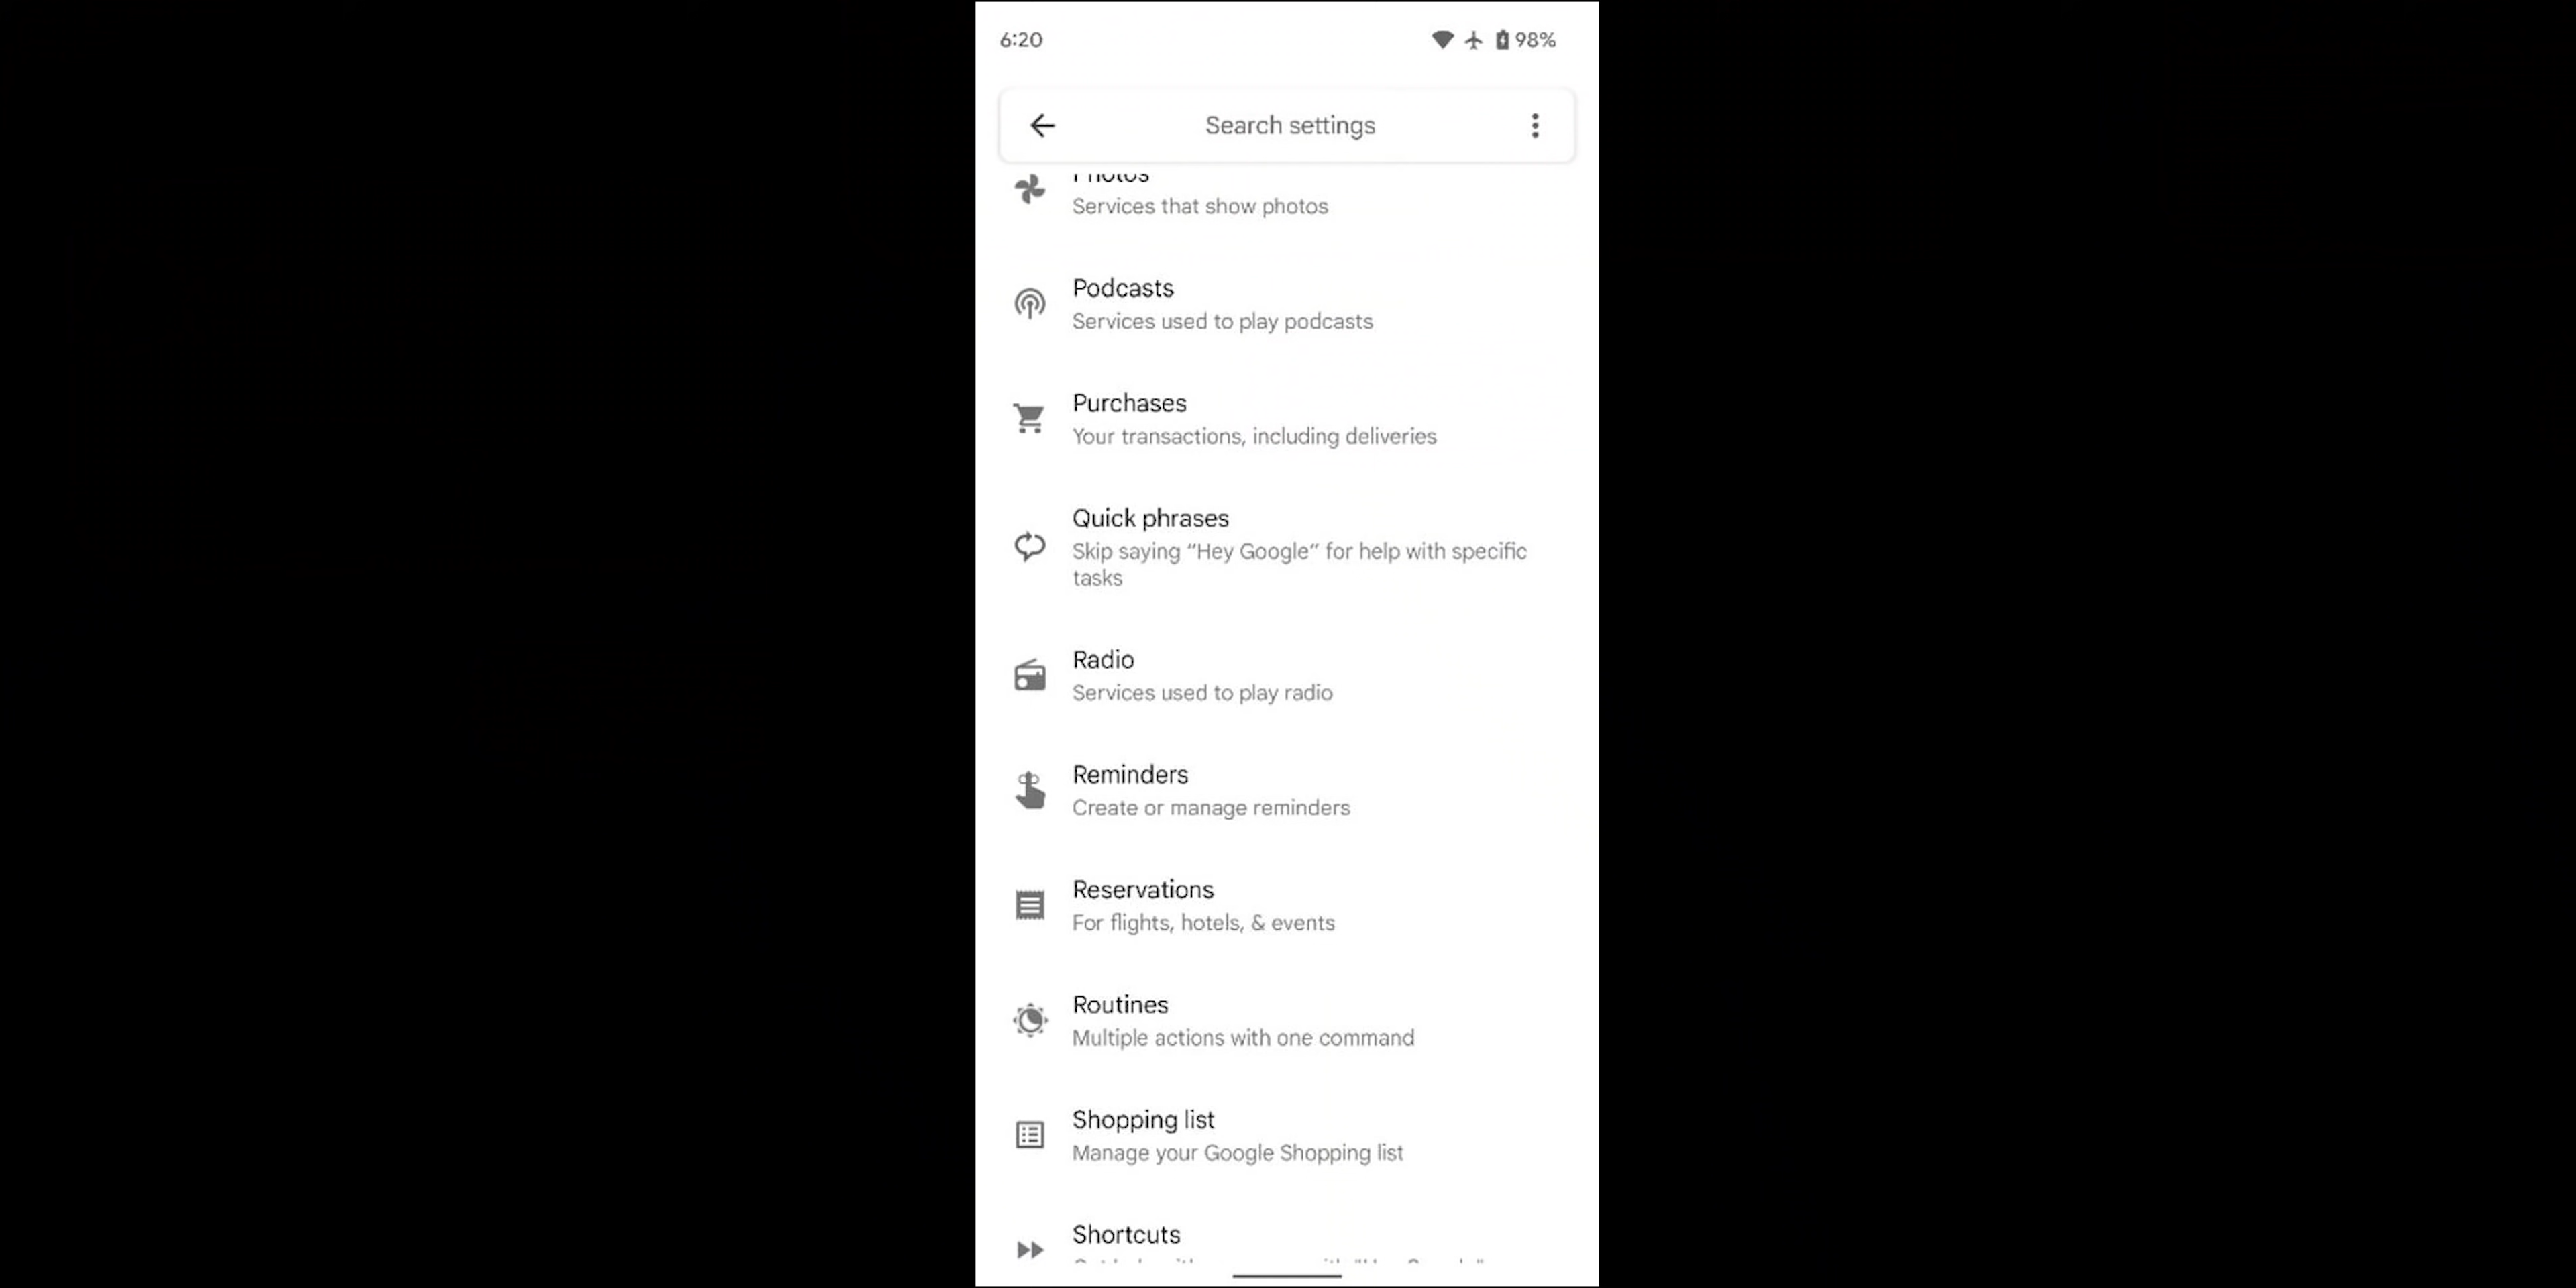 6:20
98%
Search settings
Photos
Services that show photos
Podcasts
Services used to play podcasts
Purchases
Your transactions, including deliveries
Quick phrases
Skip saying “Hey Google” for help with specific
tasks
Radio
Services used to play radio
Reminders
Create or manage reminders
Reservations
For flights, hotels, & events
Routines
Multiple actions with one command
Shopping list
Manage your Google Shopping list
Shortcuts